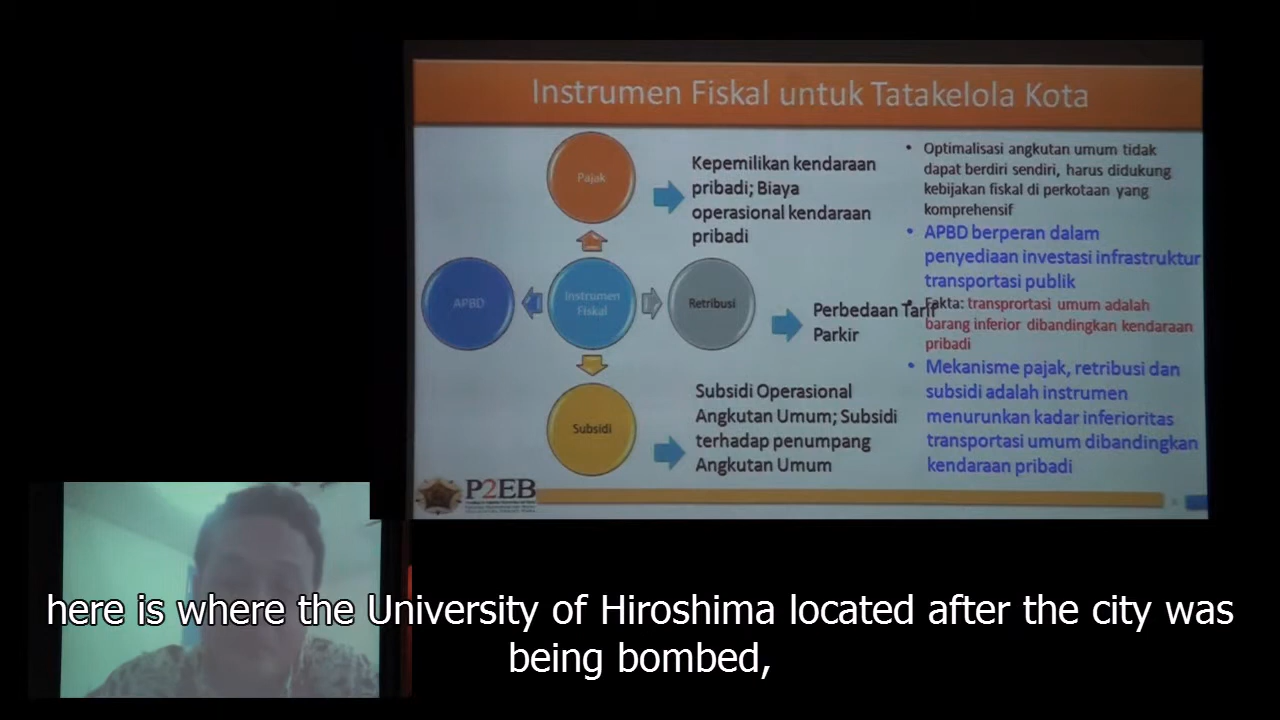 Instrumen Fiskal untuk Tatakelola Kota
Pajak
Kepemilikan kendaraan
pribadi; Biaya
operasional kendaraan
pribadi
APBD
Instrumen
Fiskal
Retribusi
Perbedaan Tarif
Parkir
Subsidi
Subsidi Operasional
Angkutan Umum; Subsidi
terhadap penumpang
Angkutan Umum
• Optimalisasi angkutan umum tidak
dapat berdiri sendiri, harus didukung
kebijakan fiskal di perkotaan yang
komprehensif
• APBD berperan dalam
penyediaan investasi infrastruktur
transportasi publik
• Fakta: transprortasi umum adalah
barang inferior dibandingkan kendaraan
pribadi
• Mekanisme pajak, retribusi dan
subsidi adalah instrumen
menurunkan kadar inferioritas
transportasi umum dibandingkan
kendaraan pribadi
P2EB
here is where the University of Hiroshima located after the city was
being bombed,